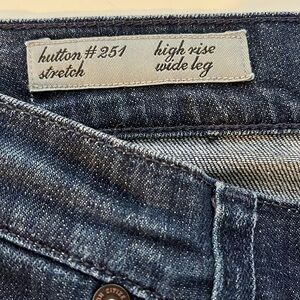 hutton #251 high rise
stretch wide leg